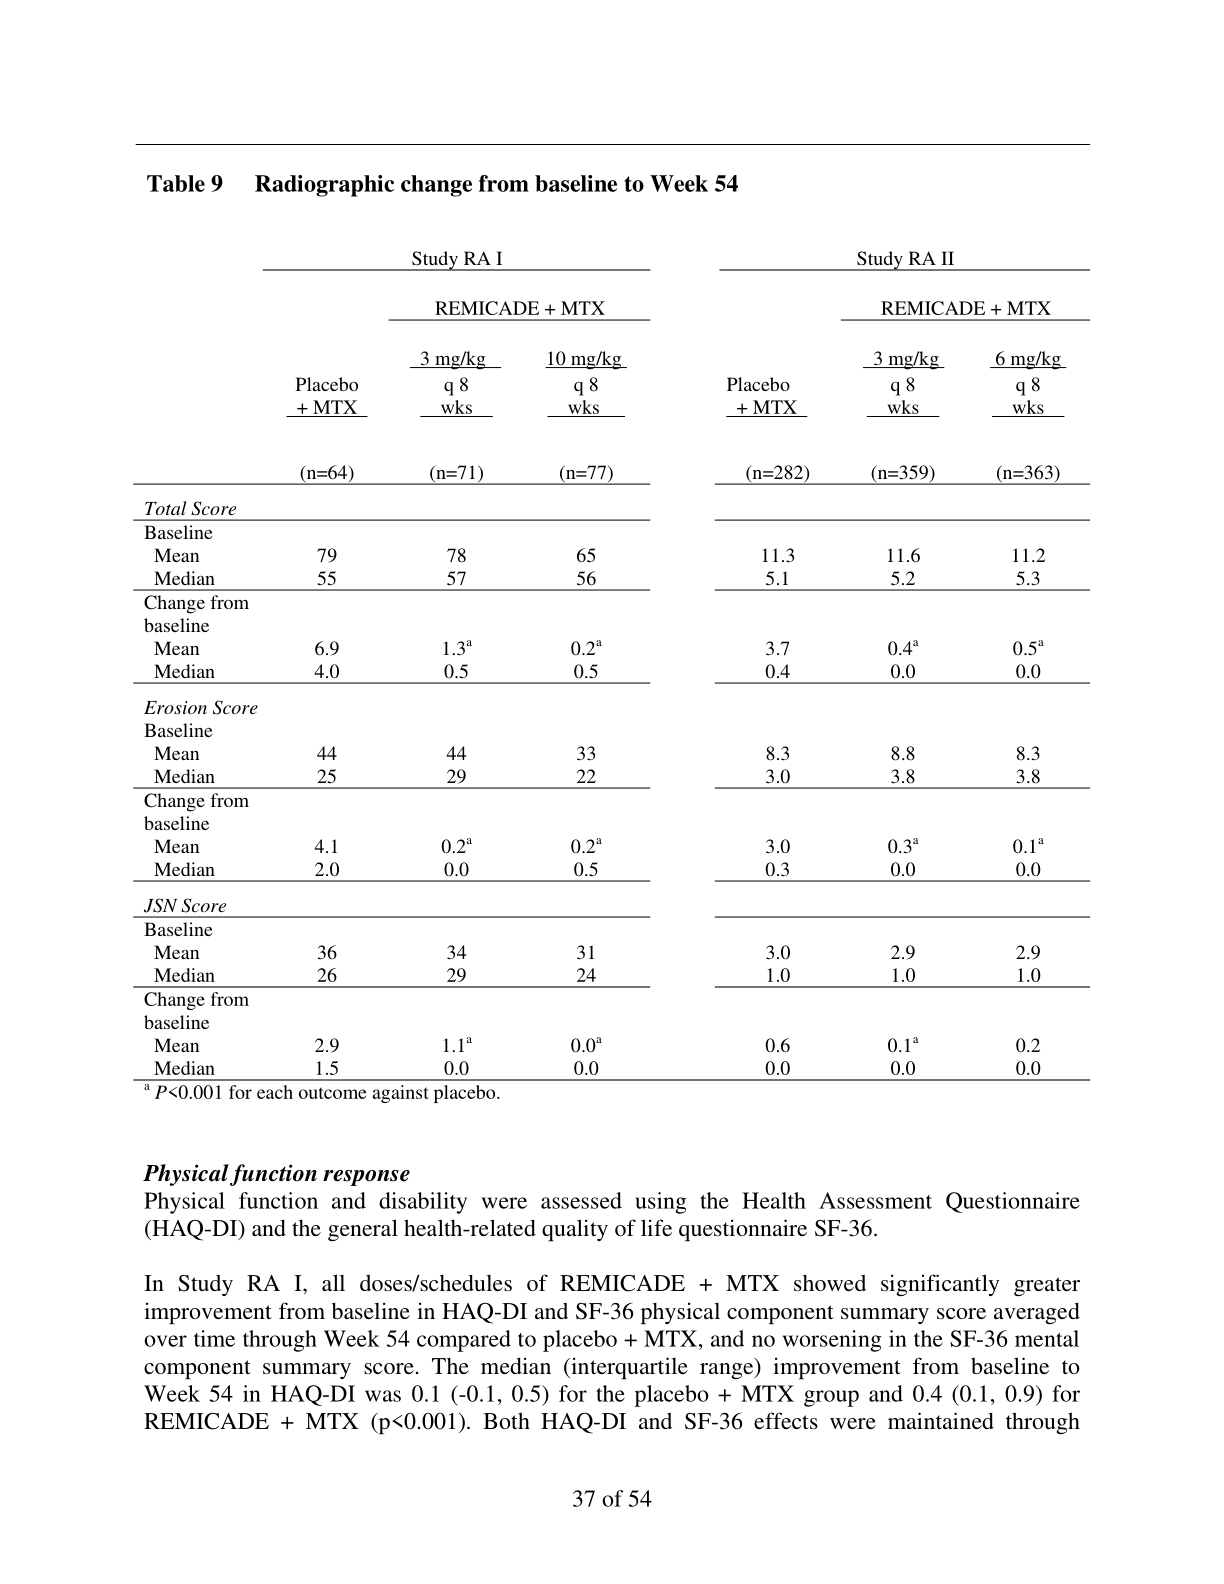 Table 9 Radiographic change from baseline to Week 54
Study RA I Study RA II
REMICADE + MTX REMICADE + MTX
3 mg/kg 10 mg/kg 3 mg/kg 6 mg/kg
Placebo q 8 q 8 Placebo q 8 q 8
+ MTX wks wks + MTX wks wks
(n=64) (n=71) (n=77) (n=282) (n=359) (n=363)
Total Score
Baseline
Mean 79 78 65 11.3 11.6 11.2
Median 55 57 56 5.1 5.2 5.3
Change from
baseline
Mean 6.9 1.3a 0.2a 3.7 0.4a 0.5a
Median 4.0 0.5 0.5 0.4 0.0 0.0
Erosion Score
Baseline
Mean 44 44 33 8.3 8.8 8.3
Median 25 29 22 3.0 3.8 3.8
Change from
baseline
Mean 4.1 0.2a 0.2a 3.0 0.3a 0.1a
Median 2.0 0.0 0.5 0.3 0.0 0.0
JSN Score
Baseline
Mean 36 34 31 3.0 2.9 2.9
Median 26 29 24 1.0 1.0 1.0
Change from
baseline
Mean 2.9 1.1a 0.0a 0.6 0.1a 0.2
Median 1.5 0.0 0.0 0.0 0.0 0.0
a P<0.001 for each outcome against placebo.
Physical function response
Physical function and disability were assessed using the Health Assessment Questionnaire
(HAQ-DI) and the general health-related quality of life questionnaire SF-36.
In Study RA I, all doses/schedules of REMICADE + MTX showed significantly greater
improvement from baseline in HAQ-DI and SF-36 physical component summary score averaged
over time through Week 54 compared to placebo + MTX, and no worsening in the SF-36 mental
component summary score. The median (interquartile range) improvement from baseline to
Week 54 in HAQ-DI was 0.1 (-0.1, 0.5) for the placebo + MTX group and 0.4 (0.1, 0.9) for
REMICADE + MTX (p<0.001). Both HAQ-DI and SF-36 effects were maintained through
37 of 54